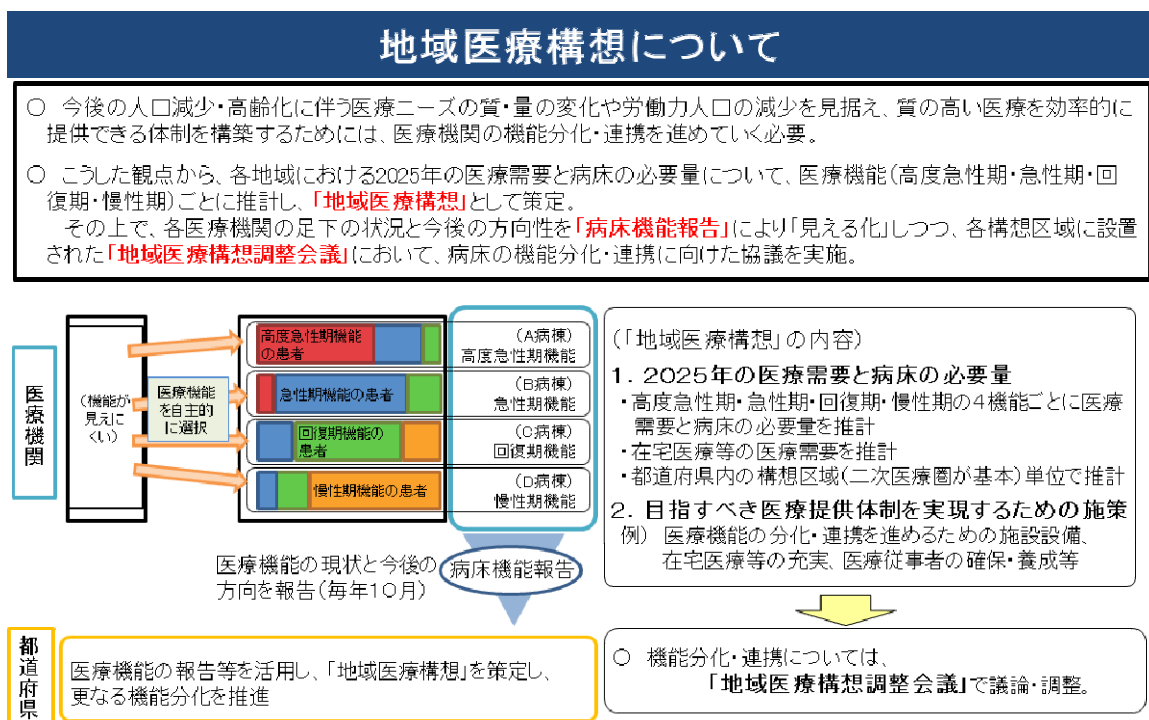 地域医療構想について
○ 今後の人口減少・高齢化に伴う医療ニーズの質・量の変化や労働力人口の減少を見据え、質の高い医療を効率的に
提供できる体制を構築するためには、医療機関の機能分化・連携を進めていく必要。
○ こうした観点から、各地域における2025年の医療需要と病床の必要量について、医療機能(高度急性期・急性期・回
復期・慢性期)ごとに推計し、「地域医療構想」として策定。
その上で、各医療機関の足下の状況と今後の方向性を「病床機能報告」により「見える化」しつつ、各構想区域に設置
された「地域医療構想調整会議」において、病床の機能分化・連携に向けた協議を実施。
医療機関
(機能が
見えに
くい)
医療機能
を自主的
に選択
高度急性期機能
の患者
(A病棟)
高度急性期機能
急性期機能の患者
(B病棟)
急性期機能
回復期機能の
患者
(C病棟)
回復期機能
慢性期機能の患者
(D病棟)
慢性期機能
医療機能の現状と今後の
方向を報告(毎年10月)
病床機能報告
(「地域医療構想」の内容)
1. 2025年の医療需要と病床の必要量
・高度急性期・急性期・回復期・慢性期の4機能ごとに医療
需要と病床の必要量を推計
・在宅医療等の医療需要を推計
・都道府県内の構想区域(二次医療圏が基本)単位で推計
2. 目指すべき医療提供体制を実現するための施策
例) 医療機能の分化・連携を進めるための施設設備、
在宅医療等の充実、医療従事者の確保・養成等
都道府県
医療機能の報告等を活用し、「地域医療構想」を策定し、
更なる機能分化を推進
○ 機能分化・連携については、
「地域医療構想調整会議」で議論・調整。